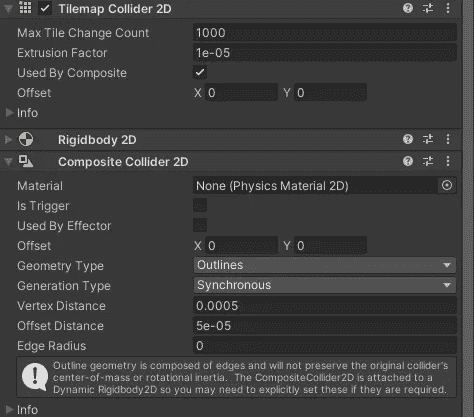 Tilemap Collider 2D
Max Tile Change Count 1000
Extrusion Factor 1e-05
Used By Composite
Offset X 0 Y 0
Info
Rigidbody 2D
Composite Collider 2D
Material None (Physics Material 2D)
Is Trigger
Used By Effector
Offset X 0 Y 0
Geometry Type Outlines
Generation Type Synchronous
Vertex Distance 0.0005
Offset Distance 5e-05
Edge Radius 0
Outline geometry is composed of edges and will not preserve the original collider's
center-of-mass or rotational inertia. The CompositeCollider2D is attached to a
Dynamic Rigidbody2D so you may need to explicitly set these if they are required.
Info